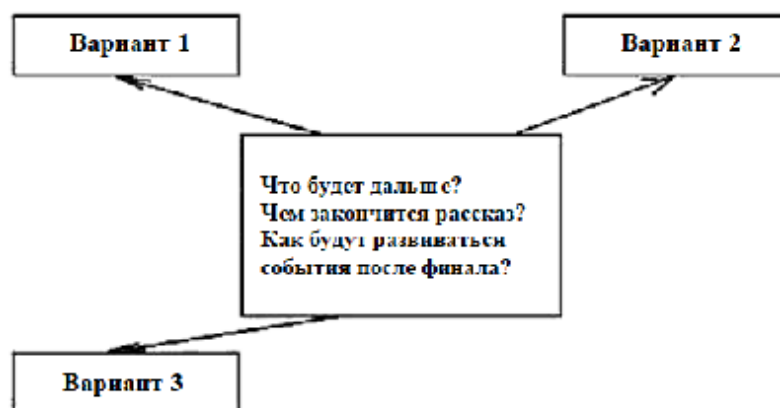 Вариант 1
Вариант 2
Что будет дальше?
Чем закончится рассказ?
Как будут развиваться
события после финала?
Вариант 3